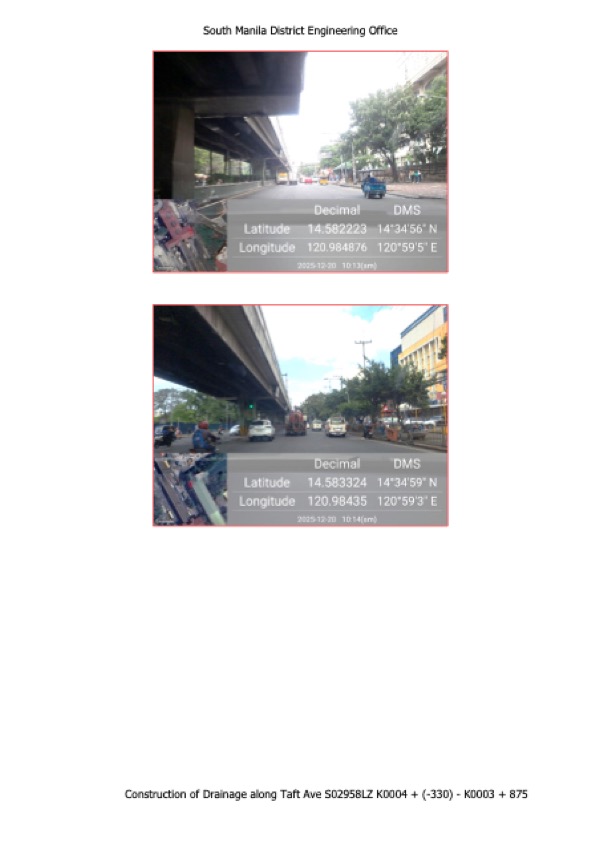 South Manila District Engineering Office
Decimal DMS
Latitude 14.582223 14°34'56" N
Longitude 120.984876 120°59'5" E
2025-12-20 10:13(am)
Decimal DMS
Latitude 14.583324 14°34'59" N
Longitude 120.98435 120°59'3" E
2025-12-20 10:14(am)
Construction of Drainage along Taft Ave S02958LZ K0004 + (-330) - K0003 + 875